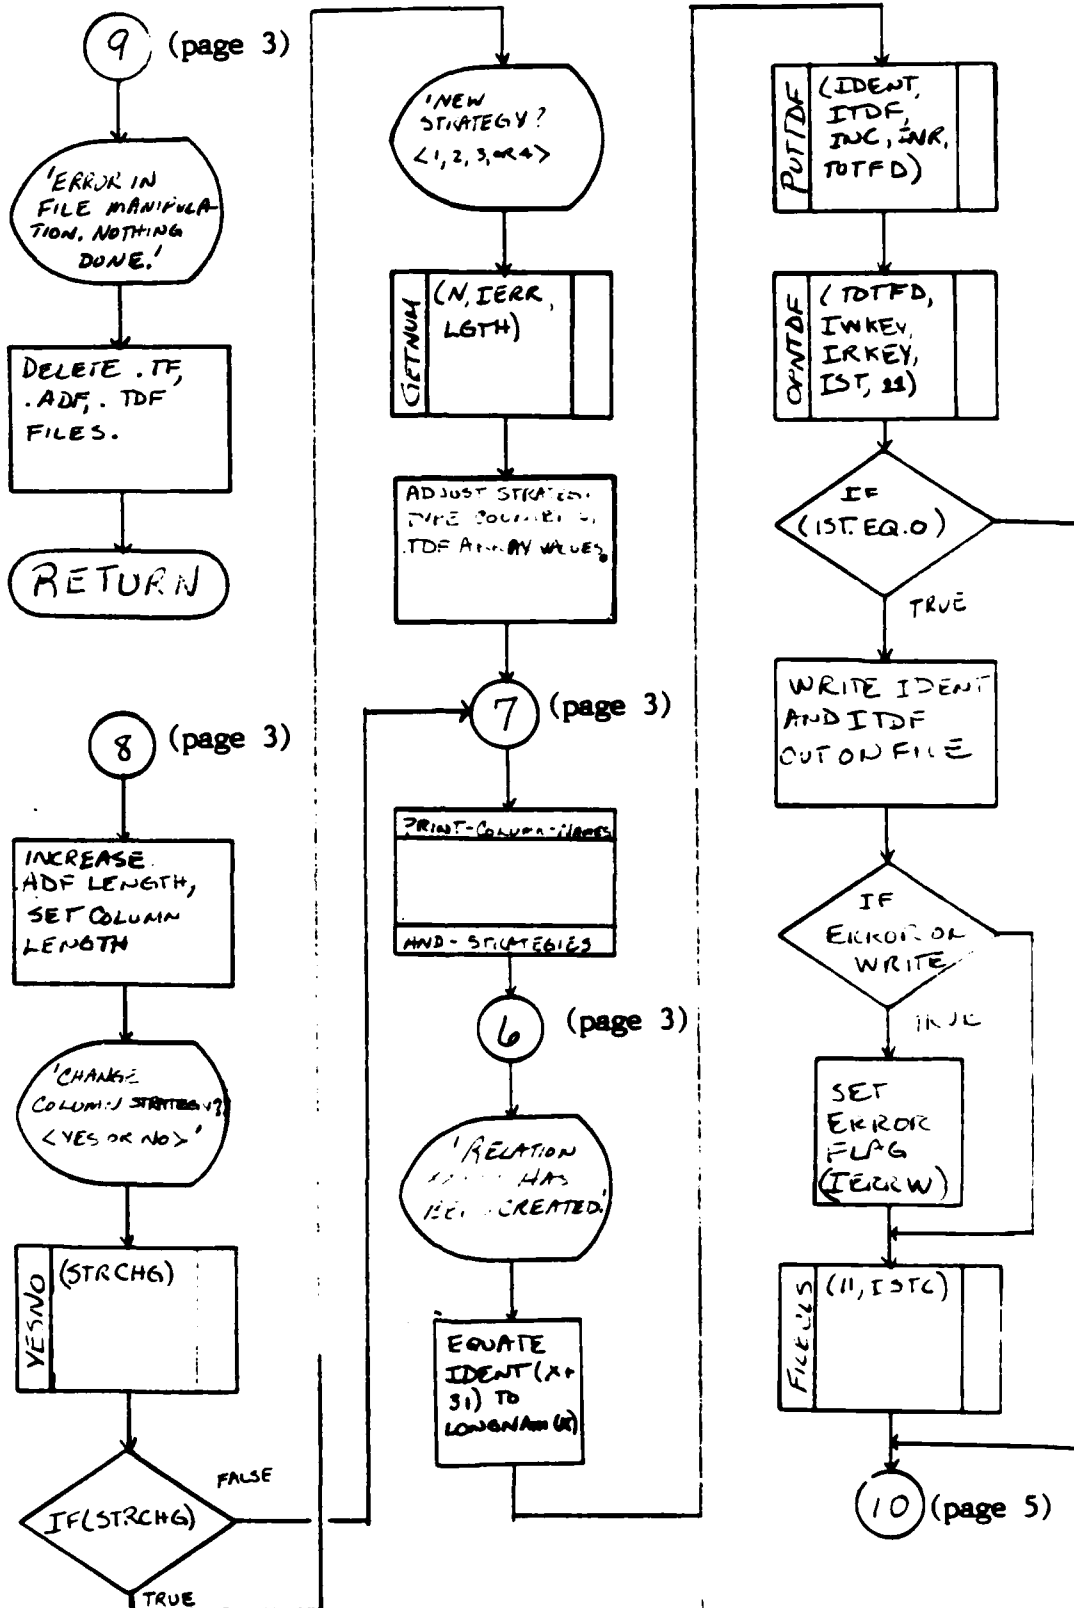 9 (page 3)
'ERROR IN
FILE MANIPULA-
TION. NOTHING
DONE.'
DELETE .TF,
.ADF, .TDF
FILES.
RETURN
8 (page 3)
INCREASE
ADF LENGTH,
SET COLUMN
LENGTH
'CHANGE
COLUMN STRATEGY?
<YES OR NO>'
YESNO
(STRCHG)
IF(STRCHG)
FALSE
TRUE
'NEW
STRATEGY?
<1, 2, 3, OR 4>
GETNUM
(N, IERR,
LGTH)
ADJUST
TYPE
.TDF ARRAY VALUES.
7 (page 3)
PRINT-COLUMN-NAMES
AND-STRATEGIES
6 (page 3)
'RELATION
HAS
CREATED.'
EQUATE
IDENT(X+
31) TO
PUTTDF
(IDENT,
ITDF,
INC, INR,
TOTFD)
OPNTDF
(TOTFD,
IWKEY,
IRKEY,
IST, 11)
IF
(IST.EQ.0)
TRUE
WRITE IDENT
AND ITDF
OUT ON FILE
IF
ERROR ON
WRITE
TRUE
SET
ERROR
FLAG
(IERRW)
(11, ISTC)
10 (page 5)